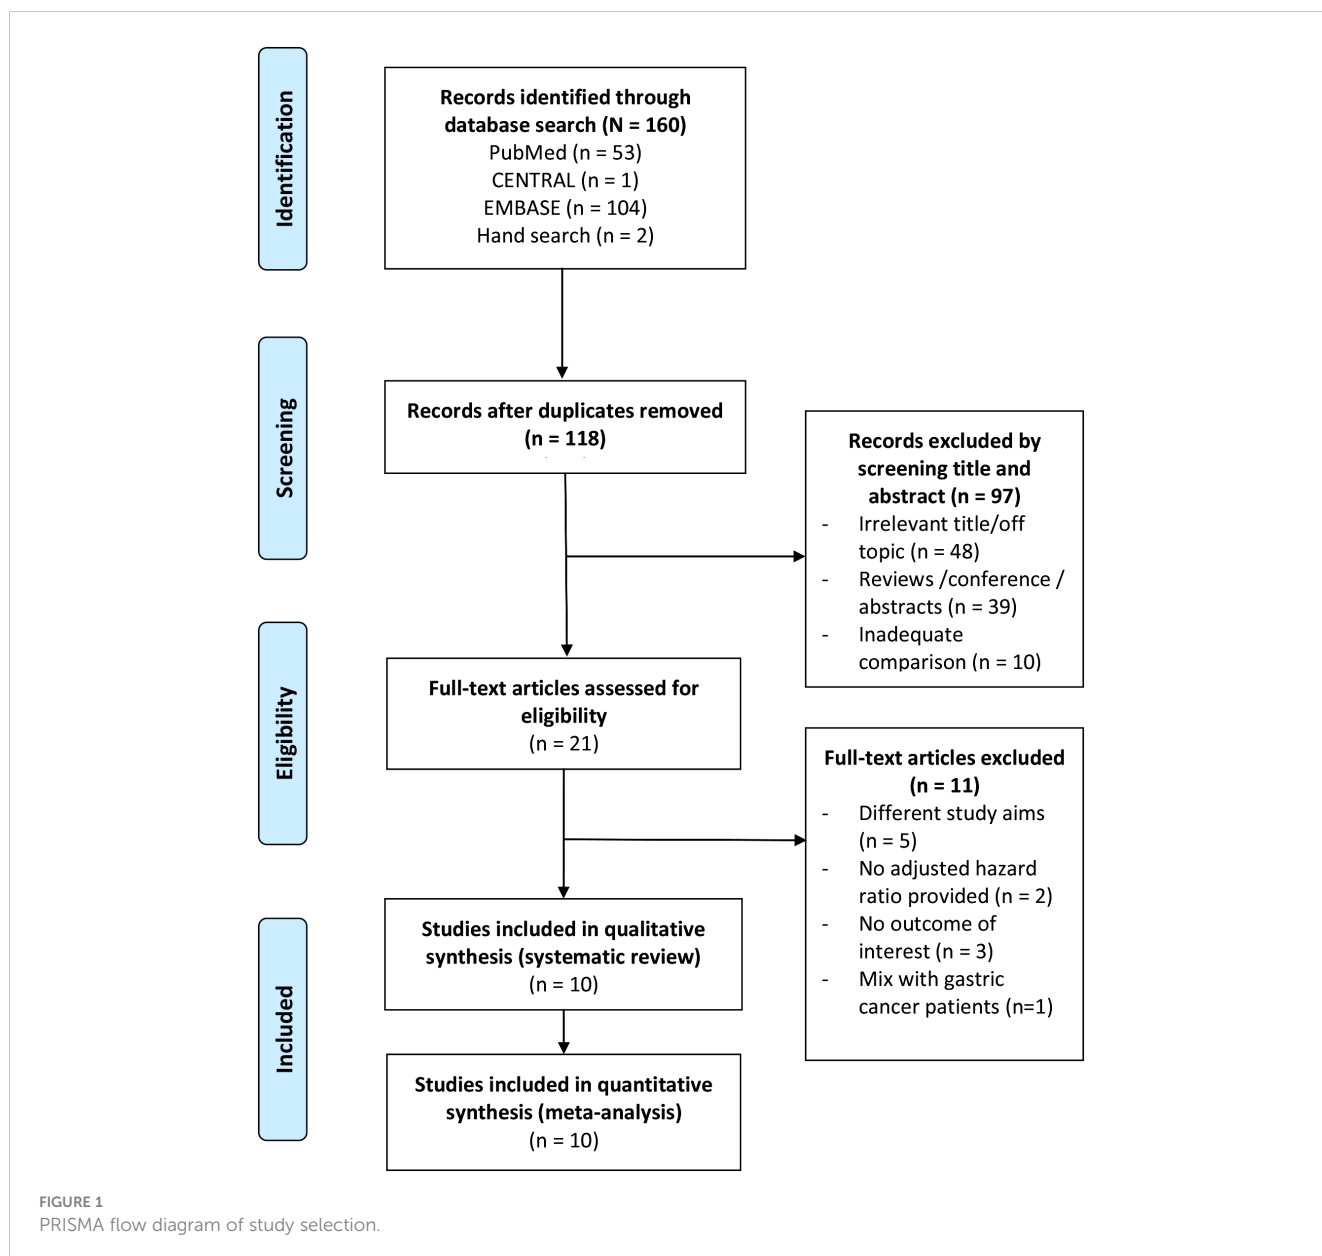 Identification
Records identified through
database search (N = 160)
PubMed (n = 53)
CENTRAL (n = 1)
EMBASE (n = 104)
Hand search (n = 2)
Screening
Records after duplicates removed
(n = 118)
Records excluded by
screening title and
abstract (n = 97)
- Irrelevant title/off
topic (n = 48)
- Reviews /conference /
abstracts (n = 39)
- Inadequate
comparison (n = 10)
Eligibility
Full-text articles assessed for
eligibility
(n = 21)
Full-text articles excluded
(n = 11)
- Different study aims
(n = 5)
- No adjusted hazard
ratio provided (n = 2)
- No outcome of
interest (n = 3)
- Mix with gastric
cancer patients (n=1)
Included
Studies included in qualitative
synthesis (systematic review)
(n = 10)
Studies included in quantitative
synthesis (meta-analysis)
(n = 10)
FIGURE 1
PRISMA flow diagram of study selection.